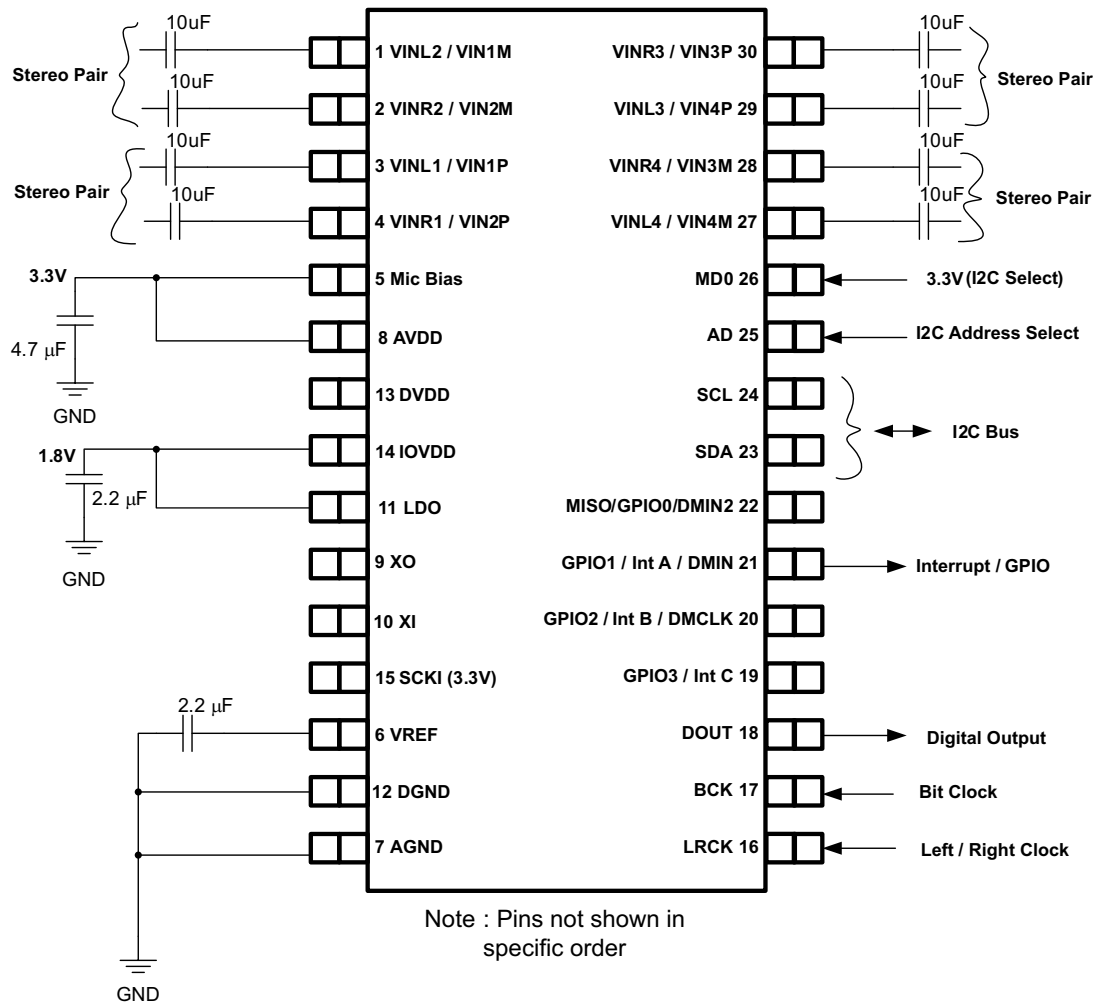 10uF
1 VINL2 / VIN1M
VINR3 / VIN3P 30
10uF
Stereo Pair
Stereo Pair
10uF
2 VINR2 / VIN2M
VINL3 / VIN4P 29
10uF
10uF
3 VINL1 / VIN1P
VINR4 / VIN3M 28
10uF
Stereo Pair
Stereo Pair
10uF
4 VINR1 / VIN2P
VINL4 / VIN4M 27
10uF
3.3V
5 Mic Bias
MD0 26
3.3V (I2C Select)
4.7 μF
8 AVDD
AD 25
I2C Address Select
GND
13 DVDD
SCL 24
I2C Bus
1.8V
14 IOVDD
SDA 23
2.2 μF
11 LDO
MISO/GPIO0/DMIN2 22
GND
9 XO
GPIO1 / Int A / DMIN 21
Interrupt / GPIO
10 XI
GPIO2 / Int B / DMCLK 20
15 SCKI (3.3V)
GPIO3 / Int C 19
2.2 μF
6 VREF
DOUT 18
Digital Output
12 DGND
BCK 17
Bit Clock
7 AGND
LRCK 16
Left / Right Clock
Note : Pins not shown in
specific order
GND